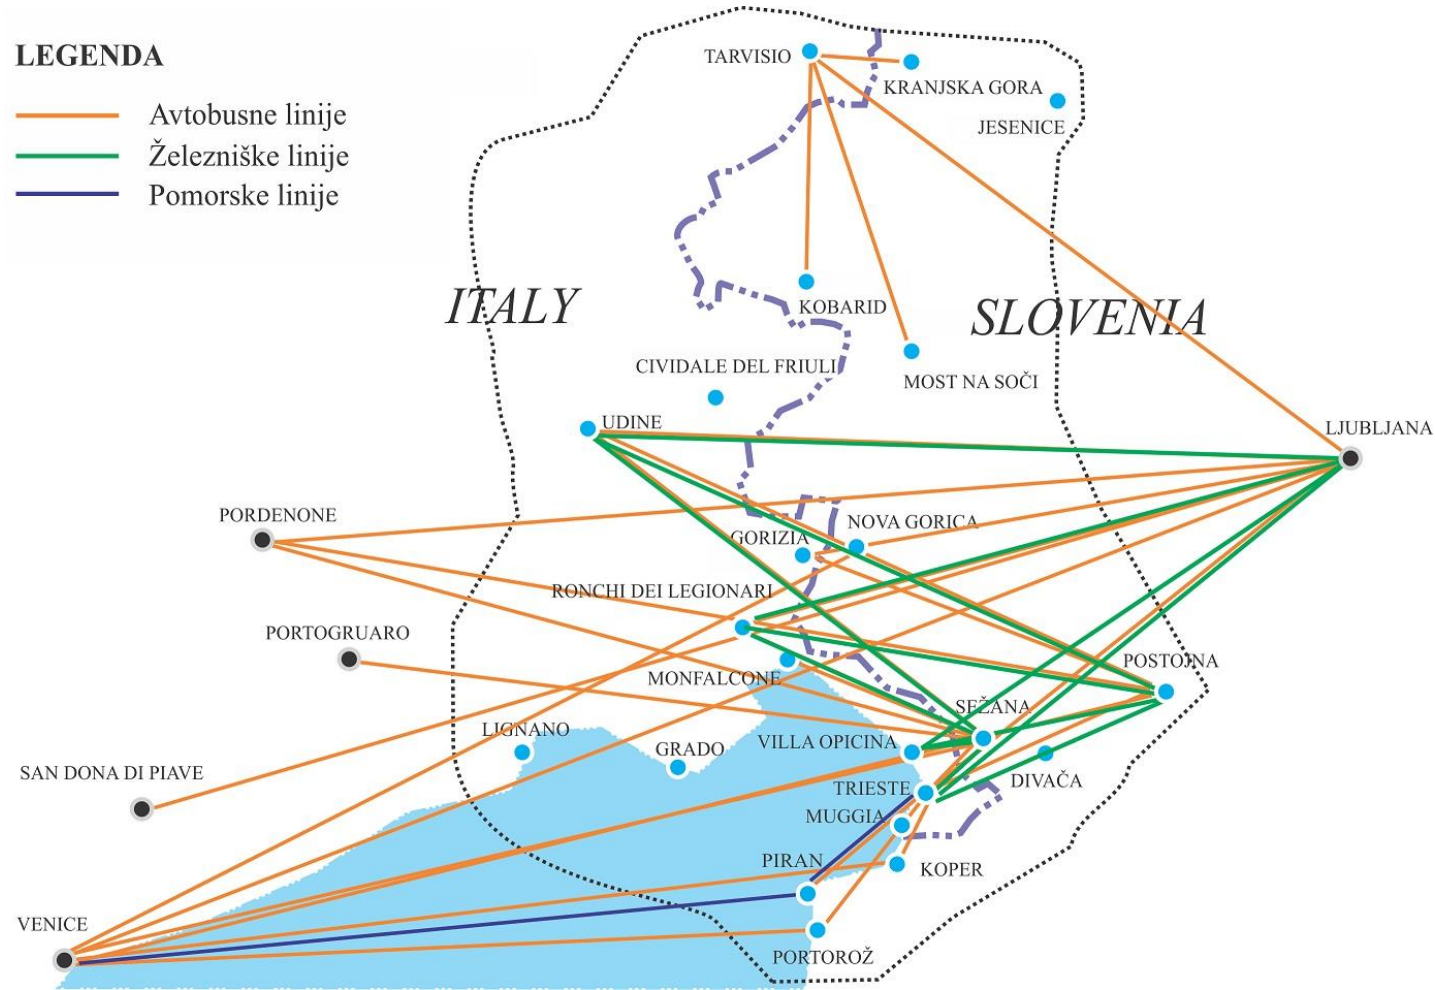 LEGENDA
Avtobusne linije
Železniške linije
Pomorske linije
TARVISIO
KRANJSKA GORA
JESENICE
ITALY
SLOVENIA
KOBARID
CIVIDALE DEL FRIULI
MOST NA SOČI
UDINE
LJUBLJANA
PORDENONE
NOVA GORICA
GORIZIA
RONCHI DEI LEGIONARI
PORTOGRUARO
POSTOJNA
MONFALCONE
SEŽANA
LIGNANO
VILLA OPICINA
GRADO
SAN DONA DI PIAVE
DIVAČA
TRIESTE
MUGGIA
PIRAN
KOPER
VENICE
PORTOROŽ